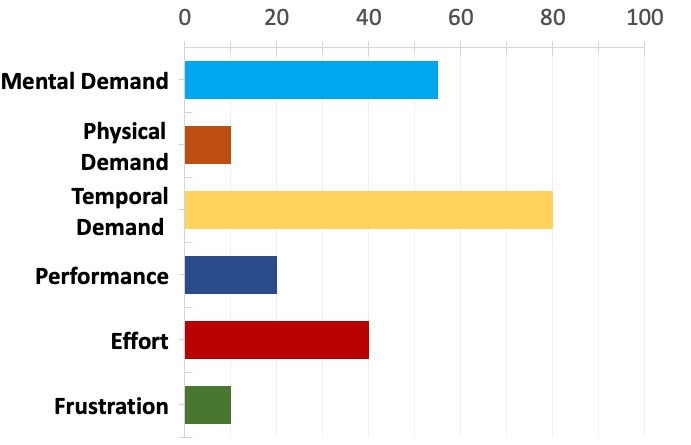 0 20 40 60 80 100
Mental Demand
Physical
Demand
Temporal
Demand
Performance
Effort
Frustration